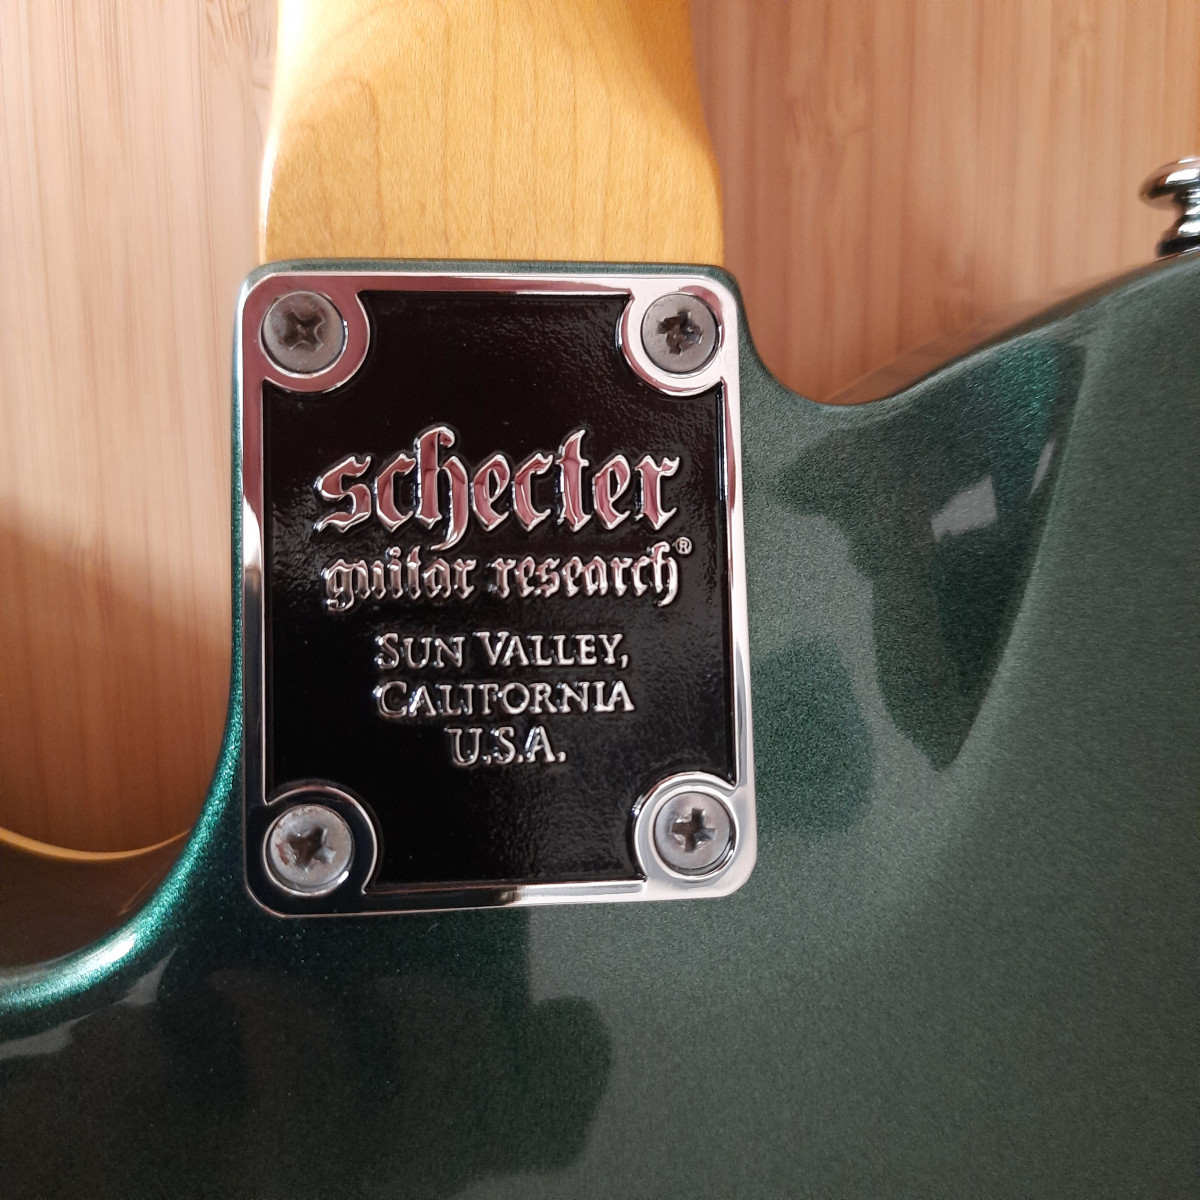 schecter
guitar research®
SUN VALLEY,
CALIFORNIA
U.S.A.